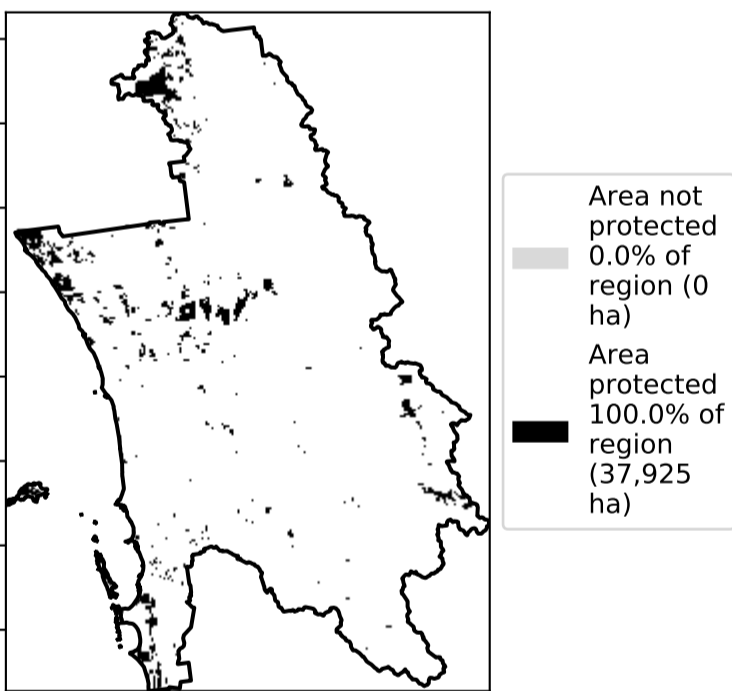 Area not
protected
0.0% of
region (0
ha)
Area
protected
100.0% of
region
(37,925
ha)